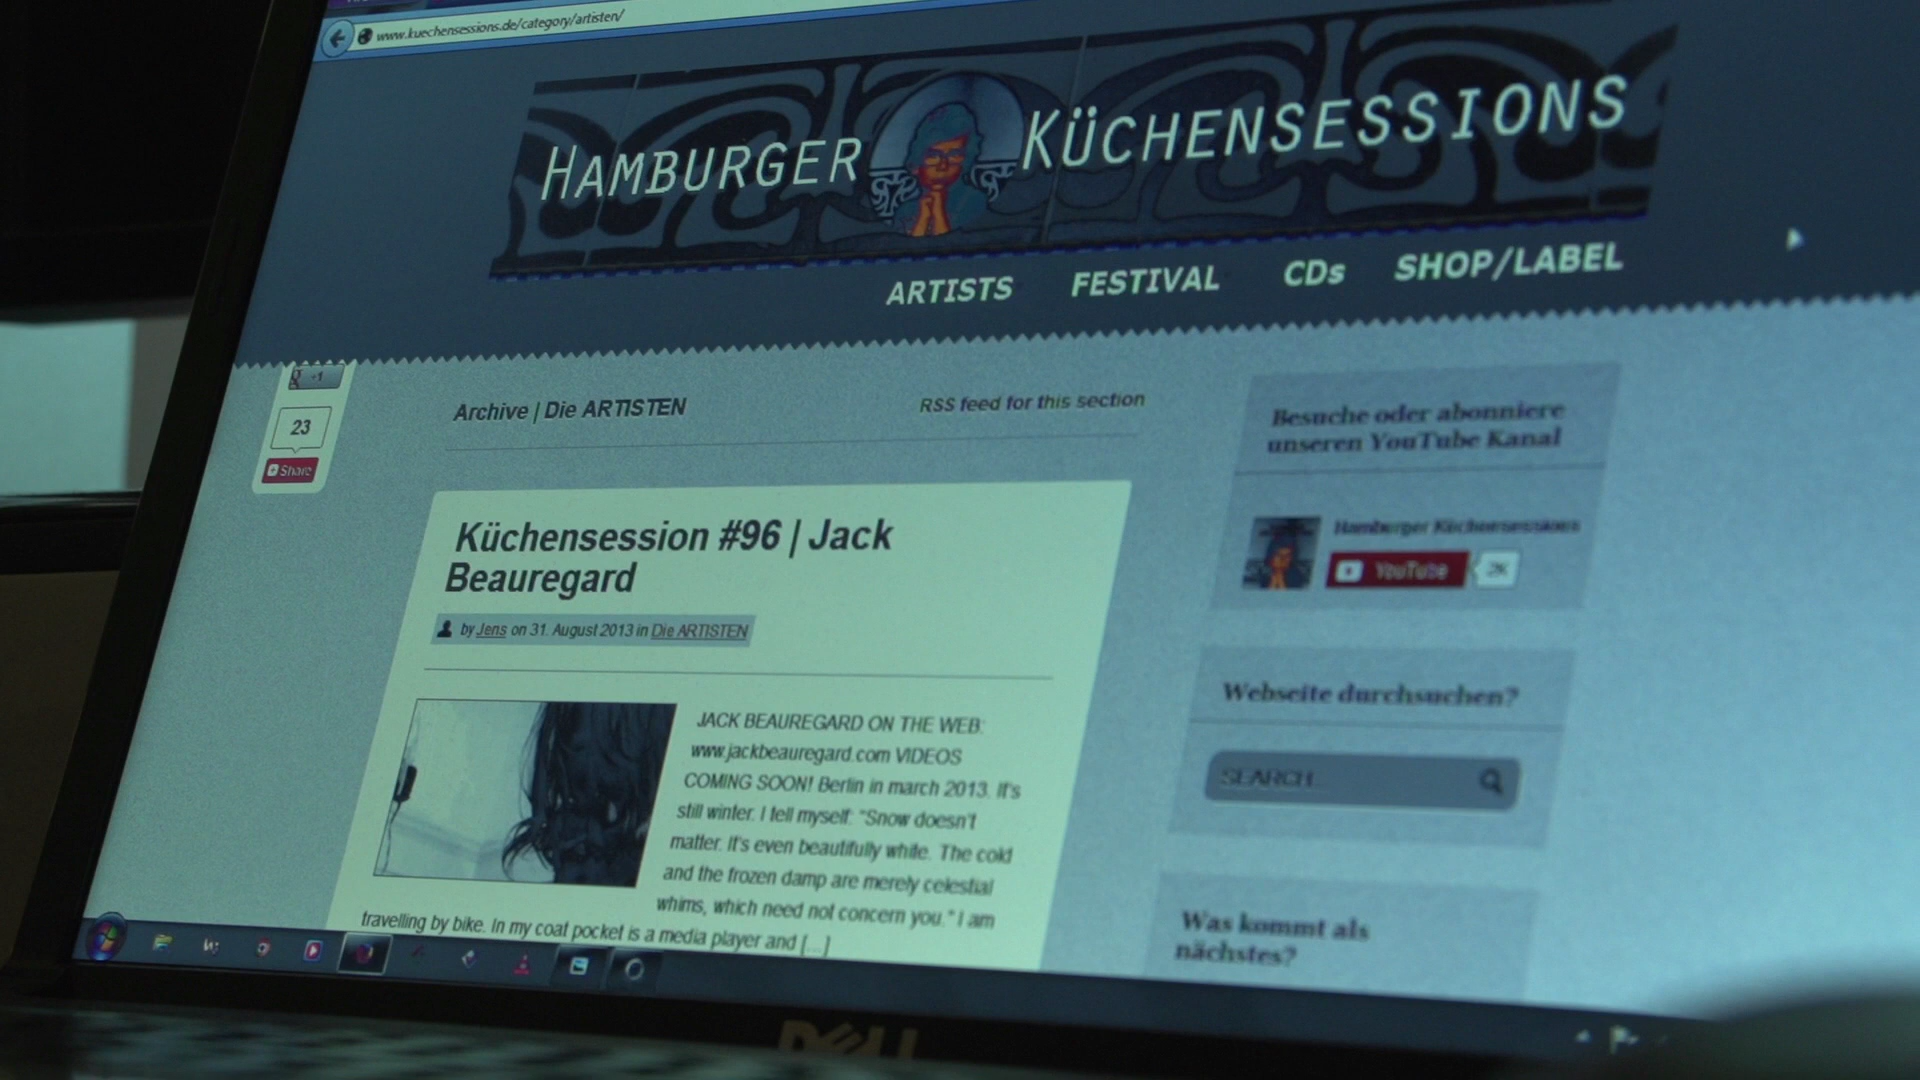 www.kuechensessions.de/category/artisten/
HAMBURGER KÜCHENSESSIONS
ARTISTS FESTIVAL CDs SHOP/LABEL
+1
23
Share
Archive | Die ARTISTEN
RSS feed for this section
Küchensession #96 | Jack
Beauregard
by Jens on 31. August 2013 in Die ARTISTEN
JACK BEAUREGARD ON THE WEB:
www.jackbeauregard.com VIDEOS
COMING SOON! Berlin in march 2013. It's
still winter. I tell myself: "Snow doesn't
matter. It's even beautifully white. The cold
and the frozen damp are merely celestial
whims, which need not concern you." I am
travelling by bike. In my coat pocket is a media player and [...]
Besuche oder abonniere
unseren YouTube Kanal
Hamburger Küchensessions
YouTube 2K
Webseite durchsuchen?
SEARCH
Was kommt als
nächstes?
DELL